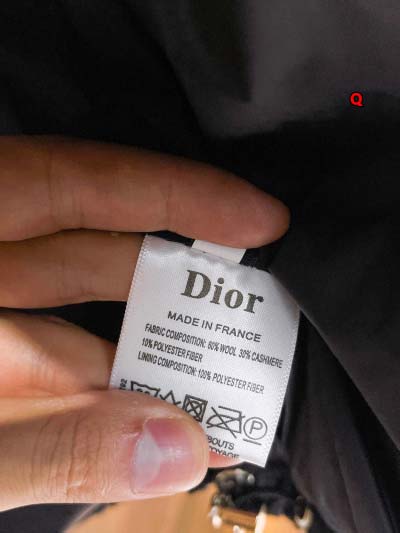 Q
Dior
MADE IN FRANCE
FABRIC COMPOSITION: 60% WOOL 30% CASHMERE
10% POLYESTER FIBER
LINING COMPOSITION: 100% POLYESTER FIBER
P